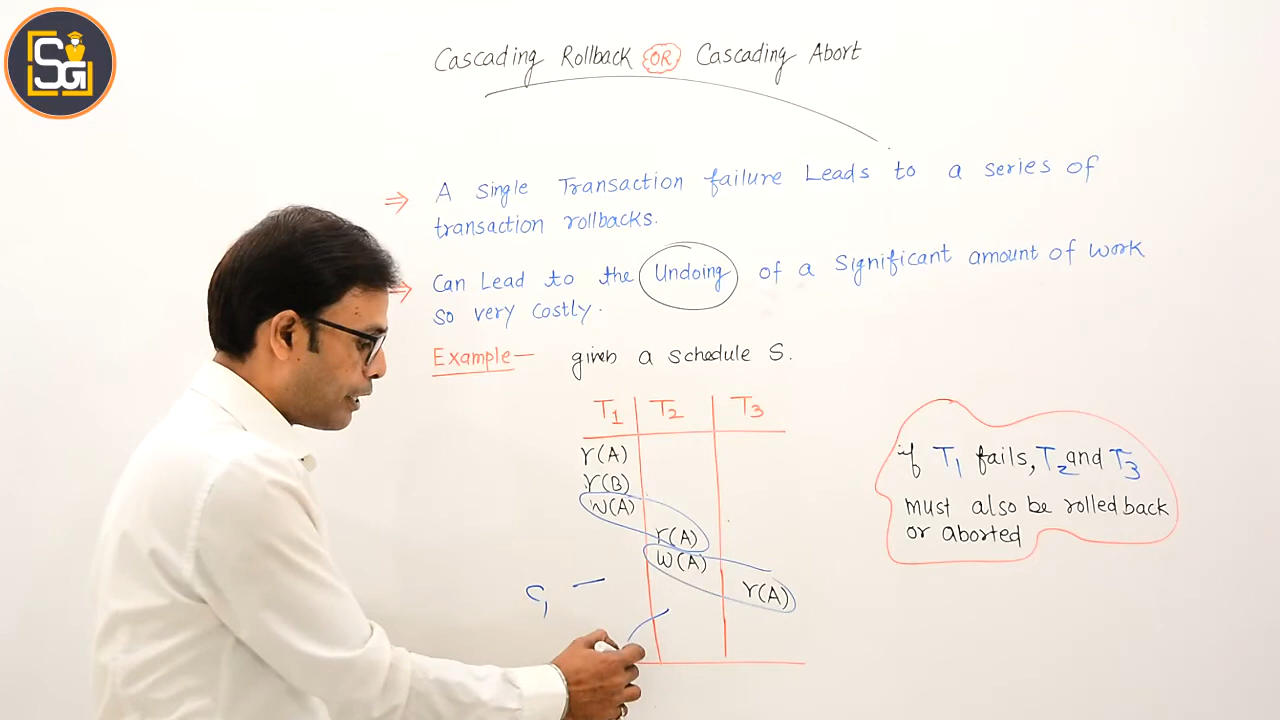 SG
Cascading Rollback OR Cascading Abort
⇒ A Single Transaction failure Leads to a series of
transaction rollbacks.
⇒ Can Lead to the Undoing of a Significant amount of work
so very costly.
Example— given a schedule S.
T1 T2 T3
r(A)
r(B)
W(A)
r(A)
W(A)
r(A)
if T1 fails, T2 and T3
must also be rolled back
or aborted